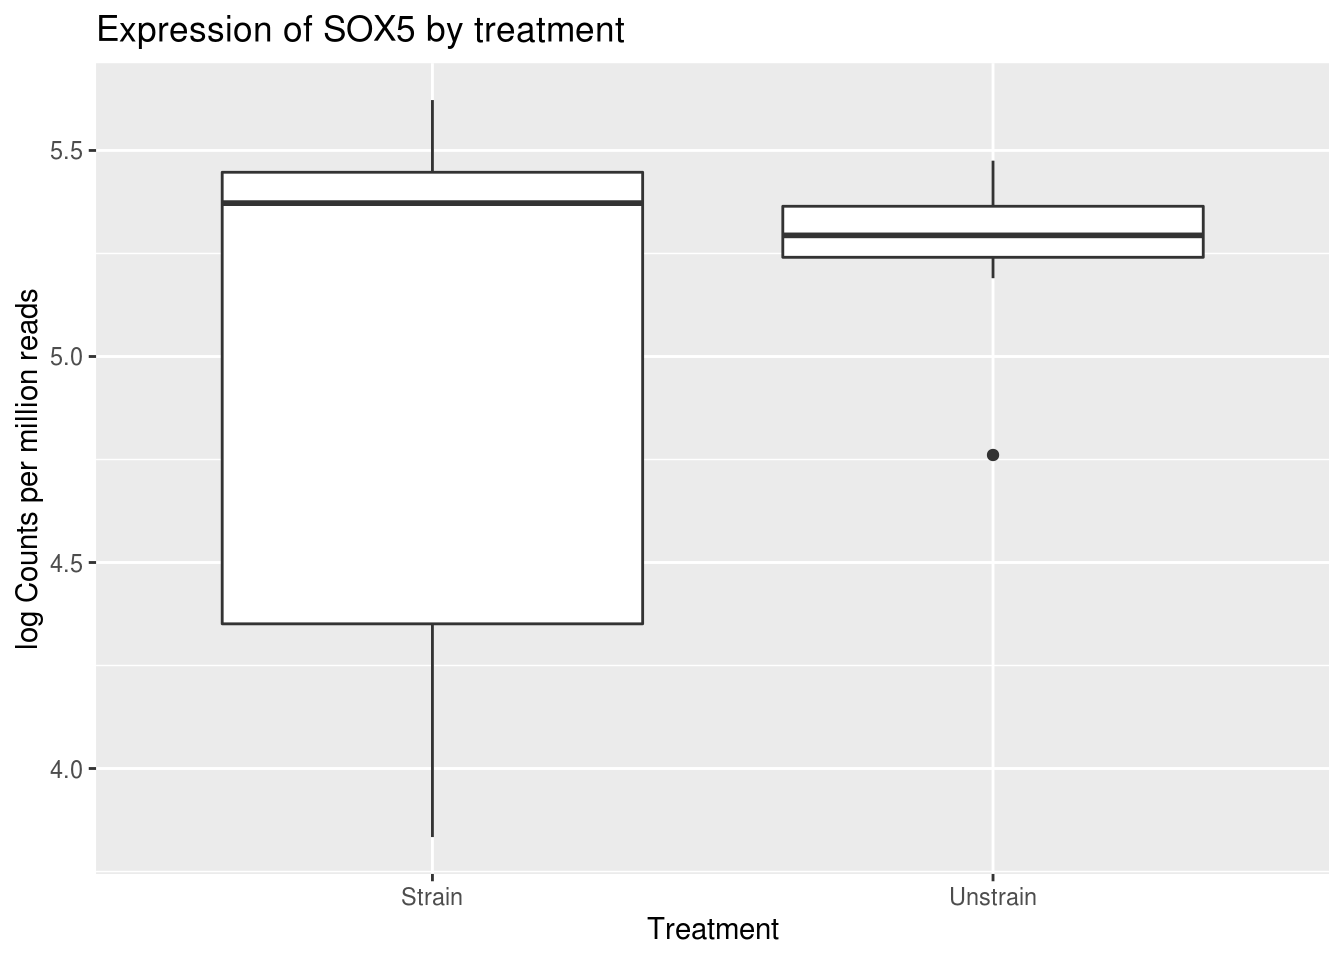 Expression of SOX5 by treatment
log Counts per million reads
5.5
5.0
4.5
4.0
Strain
Unstrain
Treatment